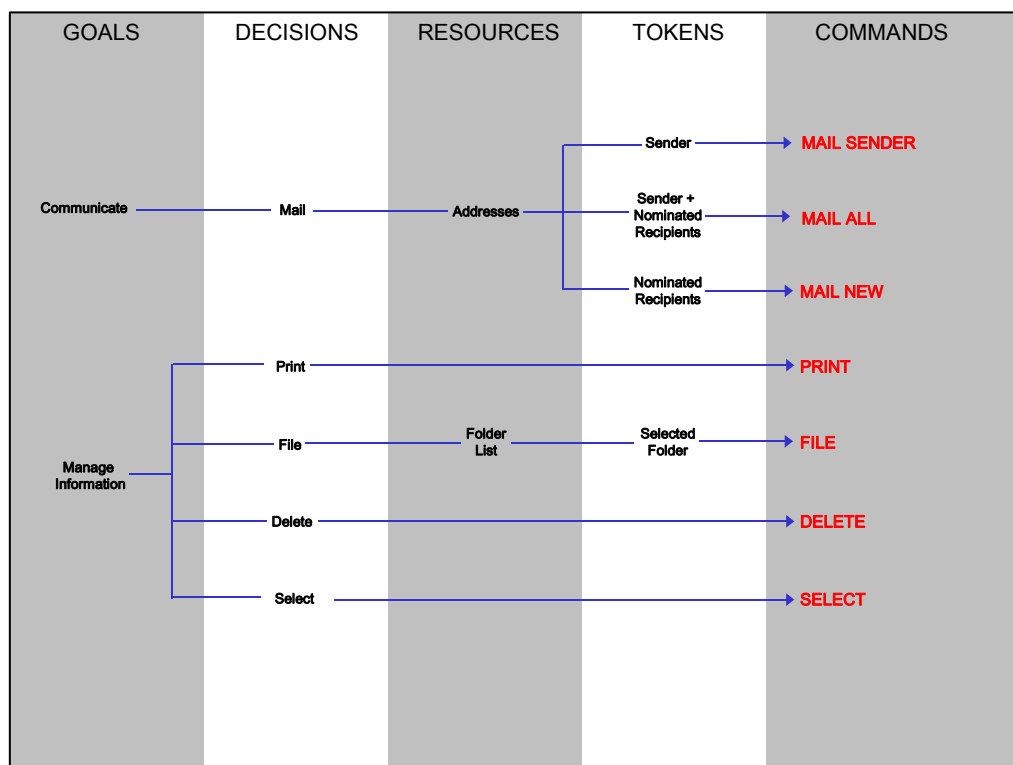 GOALS DECISIONS RESOURCES TOKENS COMMANDS
Sender MAIL SENDER
Communicate Mail Addresses
Sender +
Nominated
Recipients
MAIL ALL
Nominated
Recipients
MAIL NEW
Print PRINT
Manage
Information
File
Folder
List
Selected
Folder
FILE
Delete DELETE
Select SELECT